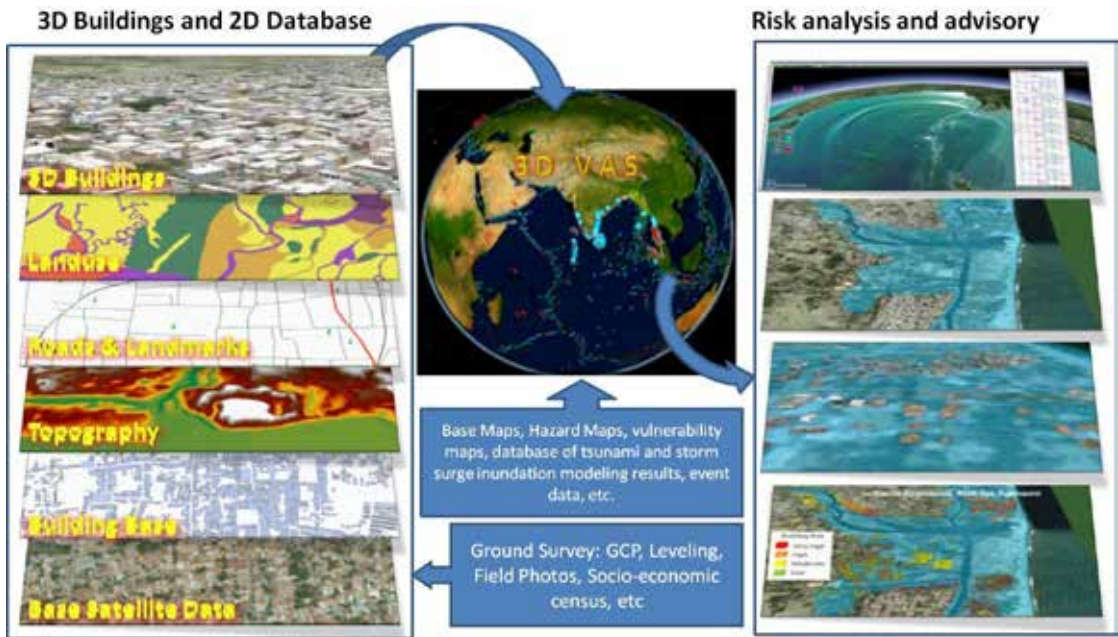 3D Buildings and 2D Database
Risk analysis and advisory
3D Buildings
Landuse
Roads & Landmarks
Topography
Building Base
Base Satellite Data
3D VAS
Base Maps, Hazard Maps, vulnerability
maps, database of tsunami and storm
surge inundation modeling results, event
data, etc.
Ground Survey: GCP, Leveling,
Field Photos, Socio-economic
census, etc